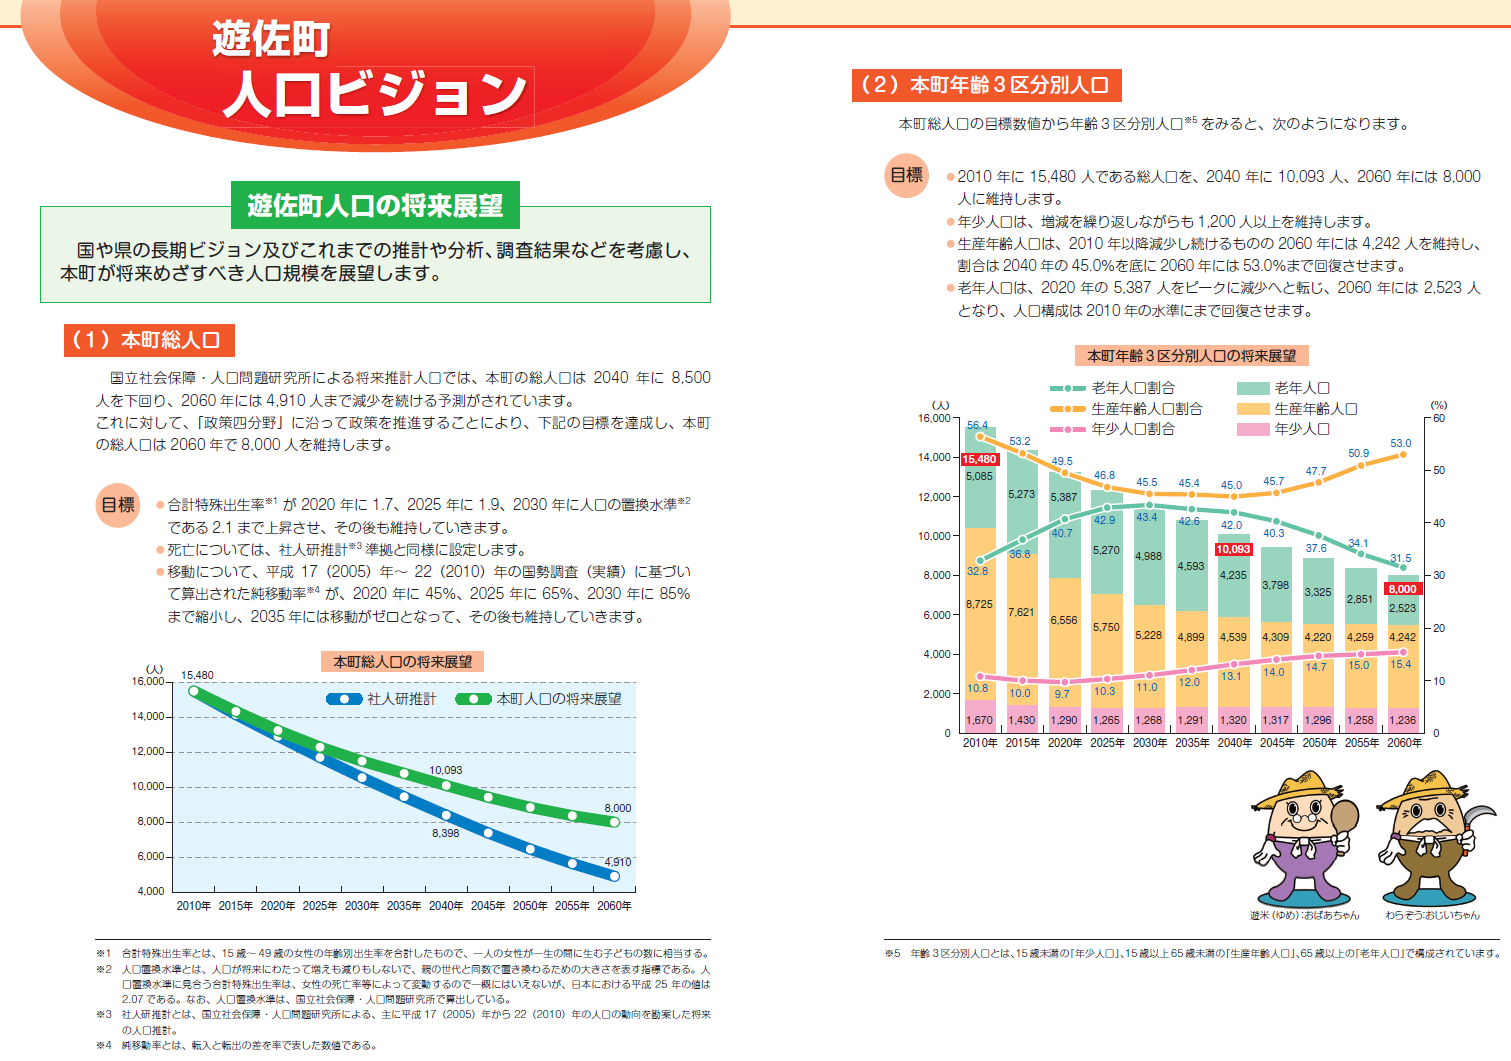 遊佐町
人口ビジョン
遊佐町人口の将来展望
国や県の長期ビジョン及びこれまでの推計や分析、調査結果などを考慮し、
本町が将来めざすべき人口規模を展望します。
（1）本町総人口
国立社会保障・人口問題研究所による将来推計人口では、本町の総人口は 2040 年に 8,500
人を下回り、2060 年には 4,910 人まで減少を続ける予測がされています。
これに対して、「政策四分野」に沿って政策を推進することにより、下記の目標を達成し、本町
の総人口は 2060 年で 8,000 人を維持します。
目標
●合計特殊出生率※1 が 2020 年に 1.7、2025 年に 1.9、2030 年に人口の置換水準※2
である 2.1 まで上昇させ、その後も維持していきます。
●死亡については、社人研推計※3 準拠と同様に設定します。
●移動について、平成 17（2005）年～ 22（2010）年の国勢調査（実績）に基づい
て算出された純移動率※4 が、2020 年に 45%、2025 年に 65%、2030 年に 85%
まで縮小し、2035 年には移動がゼロとなって、その後も維持していきます。
本町総人口の将来展望
（人）
16,000
14,000
12,000
10,000
8,000
6,000
4,000
15,480
社人研推計
本町人口の将来展望
10,093
8,398
8,000
4,910
2010年 2015年 2020年 2025年 2030年 2035年 2040年 2045年 2050年 2055年 2060年
※1 合計特殊出生率とは、15 歳～ 49 歳の女性の年齢別出生率を合計したもので、一人の女性が一生の間に生む子どもの数に相当する。
※2 人口置換水準とは、人口が将来にわたって増えも減りもしないで、親の世代と同数で置き換わるための大きさを表す指標である。人
口置換水準に見合う合計特殊出生率は、女性の死亡率等によって変動するので一概にはいえないが、日本における平成 25 年の値は
2.07 である。なお、人口置換水準は、国立社会保障・人口問題研究所で算出している。
※3 社人研推計とは、国立社会保障・人口問題研究所による、主に平成 17（2005）年から 22（2010）年の人口の動向を勘案した将来
の人口推計。
※4 純移動率とは、転入と転出の差を率で表した数値である。
（2）本町年齢３区分別人口
本町総人口の目標数値から年齢３区分別人口※5 をみると、次のようになります。
目標
●2010 年に 15,480 人である総人口を、2040 年に 10,093 人、2060 年には 8,000
人に維持します。
●年少人口は、増減を繰り返しながらも 1,200 人以上を維持します。
●生産年齢人口は、2010 年以降減少し続けるものの 2060 年には 4,242 人を維持し、
割合は 2040 年の 45.0%を底に 2060 年には 53.0%まで回復させます。
●老年人口は、2020 年の 5,387 人をピークに減少へと転じ、2060 年には 2,523 人
となり、人口構成は 2010 年の水準にまで回復させます。
本町年齢３区分別人口の将来展望
老年人口割合 老年人口
生産年齢人口割合 生産年齢人口
年少人口割合 年少人口
（人）
（%）
16,000
14,000
12,000
10,000
8,000
6,000
4,000
2,000
0
60
50
40
30
20
10
0
56.4 53.2 49.5 46.8 45.5 45.4 45.0 45.7 47.7 50.9 53.0
32.8 36.8 40.7 42.9 43.4 42.6 42.0 40.3 37.6 34.1 31.5
15,480 10,093 8,000
5,085 5,273 5,387 5,270 4,988 4,593 4,235 3,798 3,325 2,851 2,523
8,725 7,621 6,556 5,750 5,228 4,899 4,539 4,309 4,220 4,259 4,242
10.8 10.0 9.7 10.3 11.0 12.0 13.1 14.0 14.7 15.0 15.4
1,670 1,430 1,290 1,265 1,268 1,291 1,320 1,317 1,296 1,258 1,236
2010年 2015年 2020年 2025年 2030年 2035年 2040年 2045年 2050年 2055年 2060年
遊米（ゆめ）：おばあちゃん わらぞう：おじいちゃん
※5 年齢３区分別人口とは、15 歳未満の「年少人口」、15 歳以上 65 歳未満の「生産年齢人口」、65 歳以上の「老年人口」で構成されています。